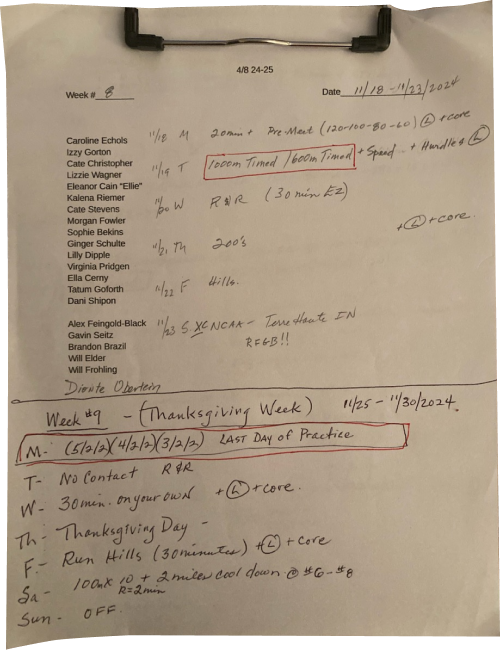 4/8 24-25
Week # 8 Date 11/18 - 11/23/2024
Caroline Echols
Izzy Gorton
Cate Christopher
Lizzie Wagner
Eleanor Cain "Ellie"
Kalena Riemer
Cate Stevens
Morgan Fowler
Sophie Bekins
Ginger Schulte
Lilly Dipple
Virginia Pridgen
Ella Cerny
Tatum Goforth
Dani Shipon
Alex Feingold-Black
Gavin Seitz
Brandon Brazil
Will Elder
Will Frohling
Dionte Oberlein
11/18 M 20min + Pre-Meet (120-100-80-60) (L) + core
11/19 T 1000m Timed / 600m Timed + Speed + Hurdles (L)
11/20 W R&R (30 min EZ)
+ (L) + core.
11/21 Th 200's
11/22 F Hills.
11/23 S XC NCAA - Terre Haute IN
Week #9 - (Thanksgiving Week) 11/25 - 11/30/2024.
M- (5/2/2)(4/2/2)(3/2/2) LAST DAY of Practice
T- No Contact R&R
W- 30min. on your own + (L) + core.
Th- Thanksgiving Day -
F- Run Hills (30minutes) + (L) + core
Sa- 100m x 10 + 2 miles cool down @ #6-#8
R=2min
Sun- OFF.